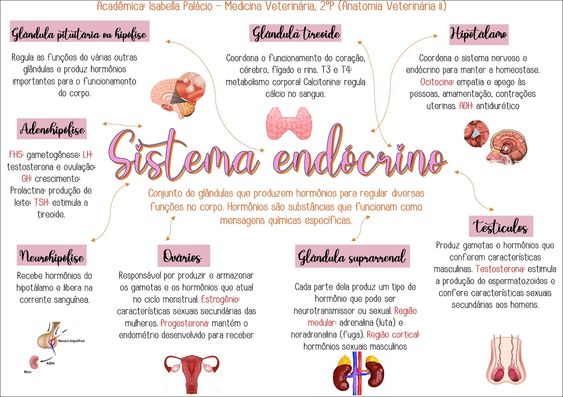 Acadêmica: Isabella Palácio - Medicina Veterinária, 2ºP (Anatomia Veterinária ii)
Glândula pituitária ou hipófise
Regula as funções de várias outras
glândulas e produz hormônios
importantes para o funcionamento
do corpo.
Glândula tireoide
Coordena o funcionamento do coração,
cérebro, fígado e rins. T3 e T4:
metabolismo corporal Calcitonina: regula
cálcio no sangue.
Hipotálamo
Coordena o sistema nervoso e
endócrino para manter a homeostase.
Ocitocina: empatia e apego às
pessoas, amamentação, contrações
uterinas. ADH: antidiurético
Adenohipófise
FHS: gametogênese: LH:
testosterona e ovulação:
GH: crescimento:
Prolactina: produção de
leite: TSH: estimula a
tireoide.
Sistema endócrino
Conjunto de glândulas que produzem hormônios para regular diversas
funções no corpo. Hormônios são substâncias que funcionam como
mensagens químicas específicas.
Neurohipófise
Recebe hormônios do
hipotálamo e libera na
corrente sanguínea.
Neuro-hipófise
ADH
Rim
Ovários
Responsável por produzir e armazenar
os gametas e os hormônios que atual
no ciclo menstrual. Estrogênio:
características sexuais secundárias das
mulheres. Progesterona: mantém o
endométrio desenvolvido para receber
Glândula suprarrenal
Cada parte dela produz um tipo de
hormônio que pode ser
neurotransmissor ou sexual. Região
medular: adrenalina (luta) e
noradrenalina (fuga). Região cortical:
hormônios sexuais masculinos
Testículos
Produz gametas e hormônios que
conferem características
masculinas. Testosterona: estimula
a produção de espermatozoides e
confere características sexuais
secundárias aos homens.